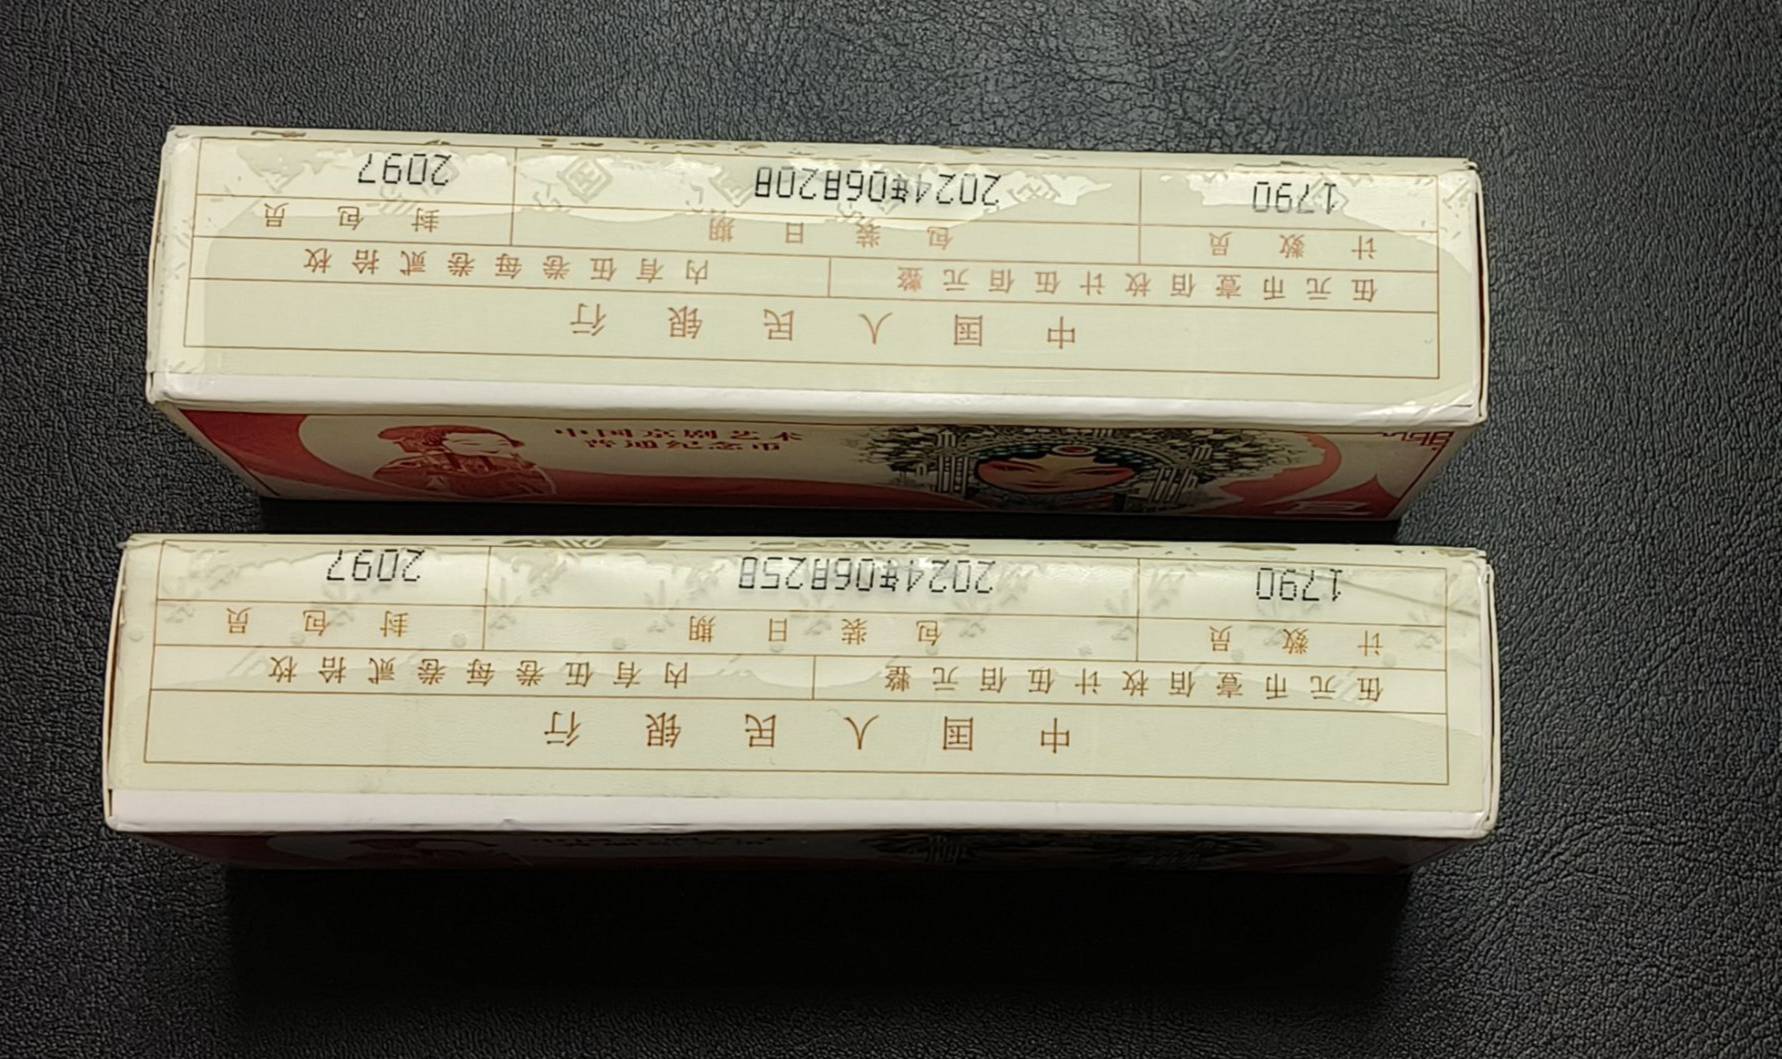 中国人民银行
伍元币壹佰枚计伍佰元整 内有伍卷每卷贰拾枚
计数员 包装日期 封包员
1790 2024年06月20日 2097
中国京剧艺术
普通纪念币
中国人民银行
伍元币壹佰枚计伍佰元整 内有伍卷每卷贰拾枚
计数员 包装日期 封包员
1790 2024年06月25日 2097